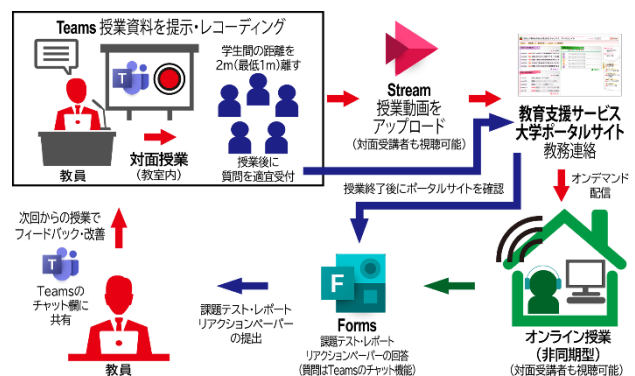 Teams 授業資料を提示・レコーディング
学生間の距離を
2m（最低1m）離す
対面授業
（教室内）
教員
授業後に
質問を適宜受付
Stream
授業動画を
アップロード
（対面受講者も視聴可能）
教育支援サービス
大学ポータルサイト
教務連絡
授業終了後にポータルサイトを確認
オンデマンド
配信
オンライン授業
（非同期型）
（対面受講者も視聴可能）
F
Forms
課題テスト・レポート
リアクションペーパーの回答
（質問はTeamsのチャット機能）
課題テスト・レポート
リアクションペーパー
の提出
次回からの授業で
フィードバック・改善
Teamsの
チャット欄に
共有
教員